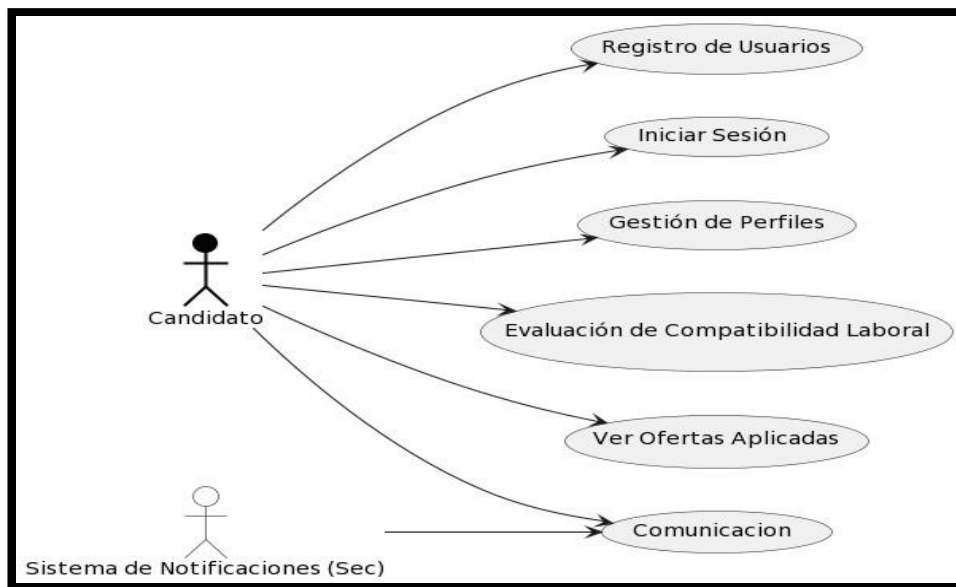 Registro de Usuarios
Iniciar Sesión
Gestión de Perfiles
Candidato
Evaluación de Compatibilidad Laboral
Ver Ofertas Aplicadas
Comunicacion
Sistema de Notificaciones (Sec)